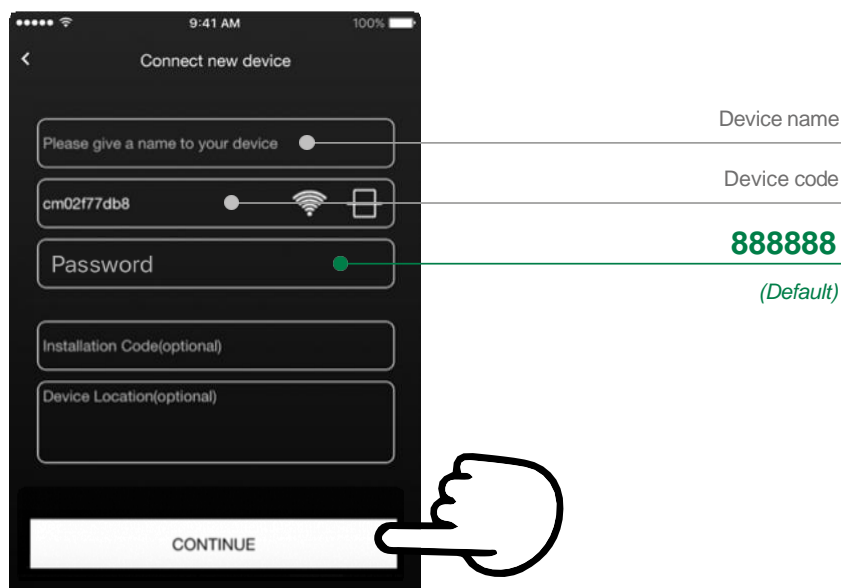 9:41 AM 100%
Connect new device
Please give a name to your device
Device name
cm02f77db8
Device code
Password
888888
(Default)
Installation Code(optional)
Device Location(optional)
CONTINUE